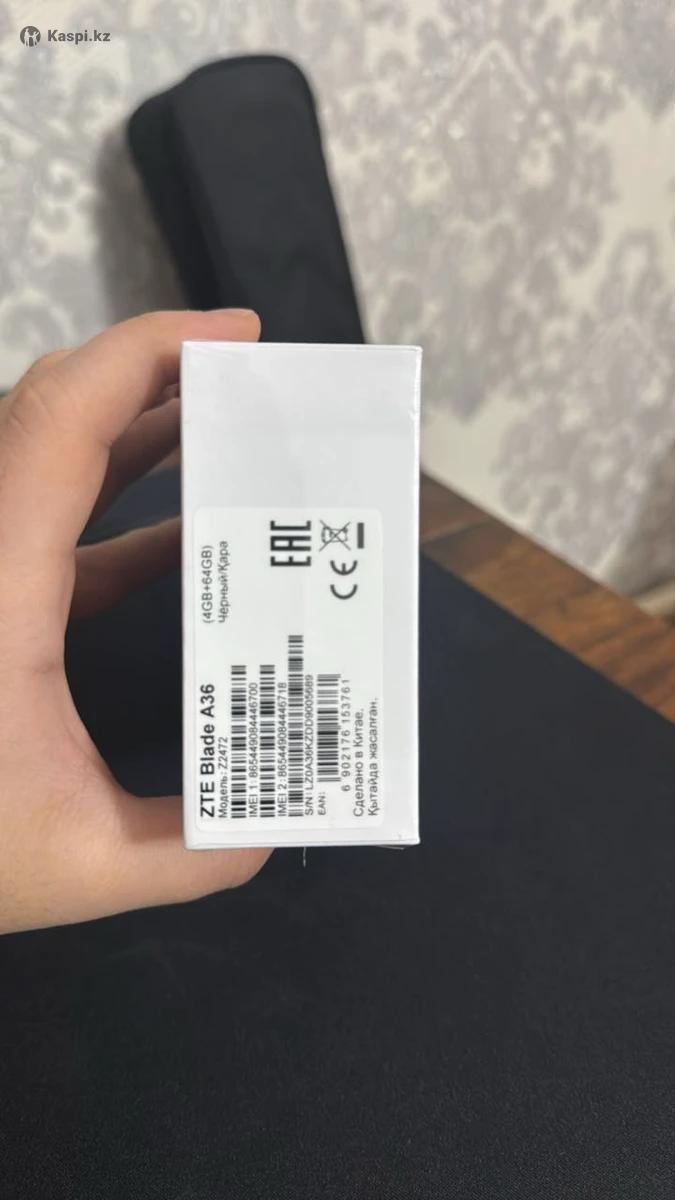 Kaspi.kz
ZTE Blade A36 (4GB+64GB)
Модель: Z2472 Черный/Қара
IMEI 1: 865449084446700
IMEI 2: 865449084446718
S/N: LZ0A36KZDD9005689
EAN:
6 902176 153761
Сделано в Китае.
Қытайда жасалған.
EAC
CE